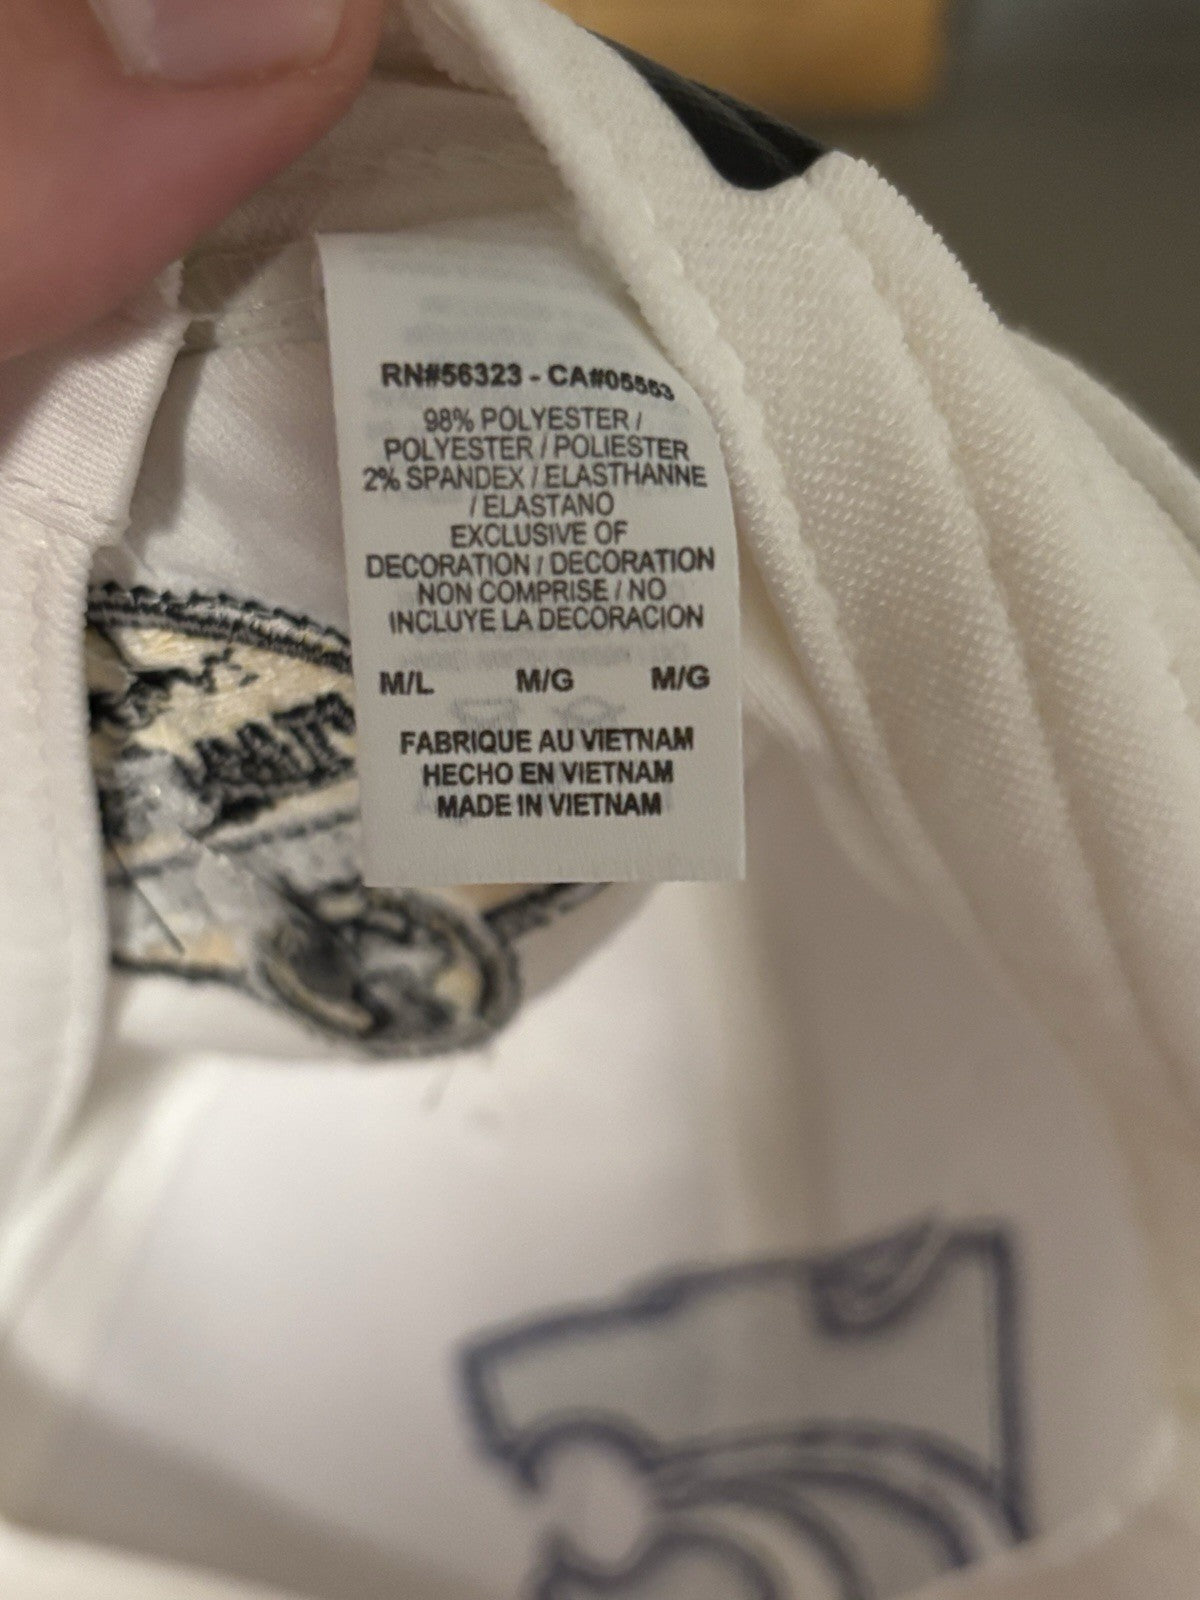 RN#56323 - CA#05553
98% POLYESTER /
POLYESTER / POLIESTER
2% SPANDEX / ELASTHANNE
/ ELASTANO
EXCLUSIVE OF
DECORATION / DECORATION
NON COMPRISE / NO
INCLUYE LA DECORACION
M/L M/G M/G
FABRIQUE AU VIETNAM
HECHO EN VIETNAM
MADE IN VIETNAM